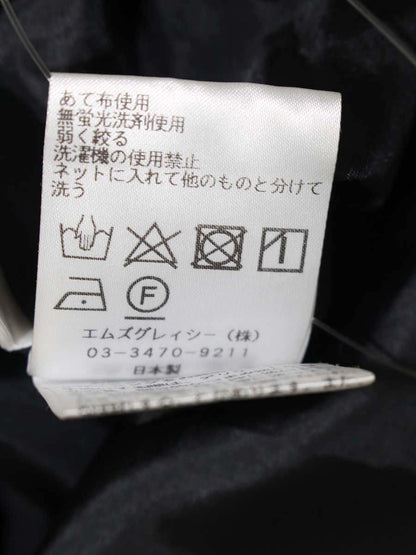 あて布使用
無蛍光洗剤使用
弱く絞る
洗濯機の使用禁止
ネットに入れて他のものと分けて
洗う
F
エムズグレイシー(株)
03-3470-9211
日本製